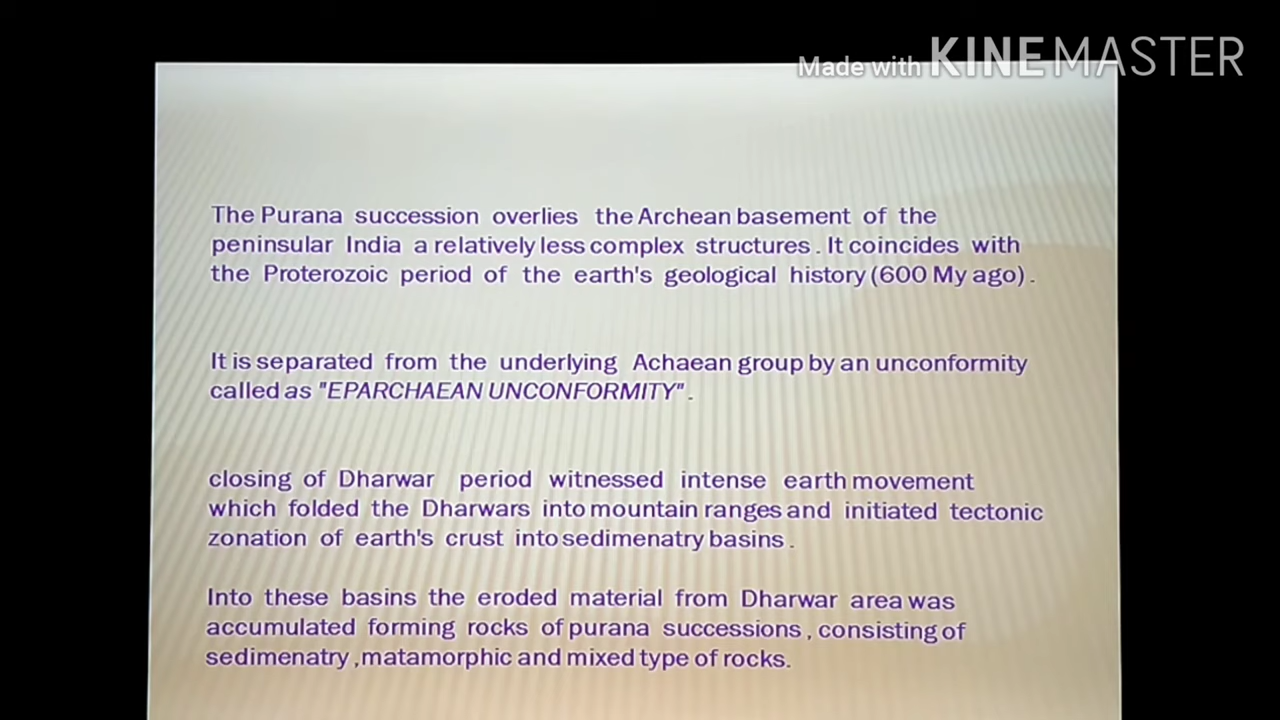 Made with KINEMASTER
The Purana succession overlies the Archean basement of the
peninsular India a relatively less complex structures . It coincides with
the Proterozoic period of the earth's geological history (600 My ago) .
It is separated from the underlying Achaean group by an unconformity
called as "EPARCHAEAN UNCONFORMITY" .
closing of Dharwar period witnessed intense earth movement
which folded the Dharwars into mountain ranges and initiated tectonic
zonation of earth's crust into sedimenatry basins .
Into these basins the eroded material from Dharwar area was
accumulated forming rocks of purana successions , consisting of
sedimenatry ,matamorphic and mixed type of rocks.